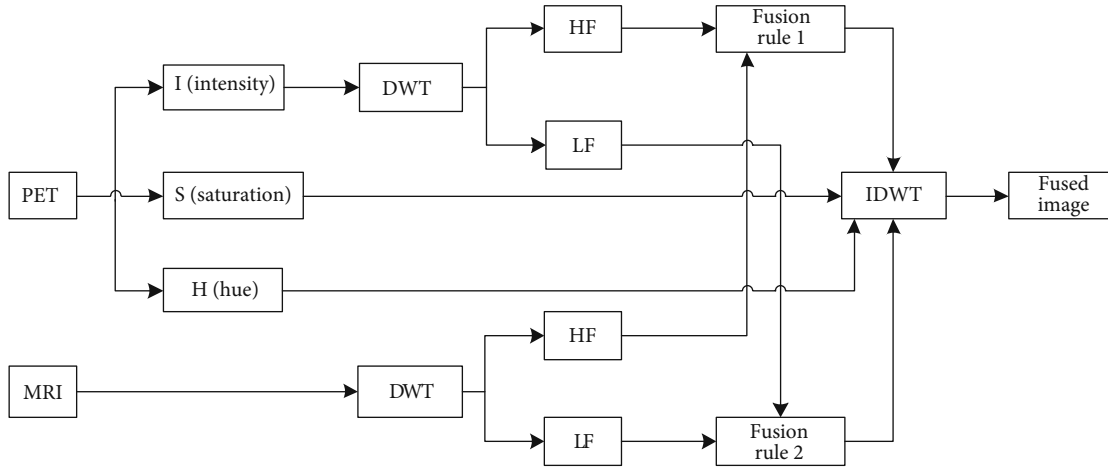 HF
Fusion
rule 1
I (intensity)
DWT
LF
PET
S (saturation)
IDWT
Fused
image
H (hue)
HF
MRI
DWT
LF
Fusion
rule 2